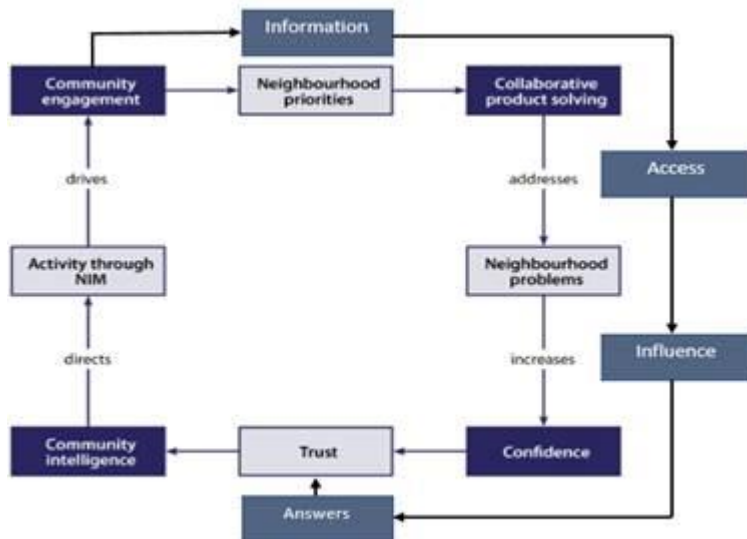 Information
Community
engagement
Neighbourhood
priorities
Collaborative
product solving
drives
addresses
Access
Activity through
NIM
Neighbourhood
problems
directs
increases
Influence
Community
intelligence
Trust
Confidence
Answers